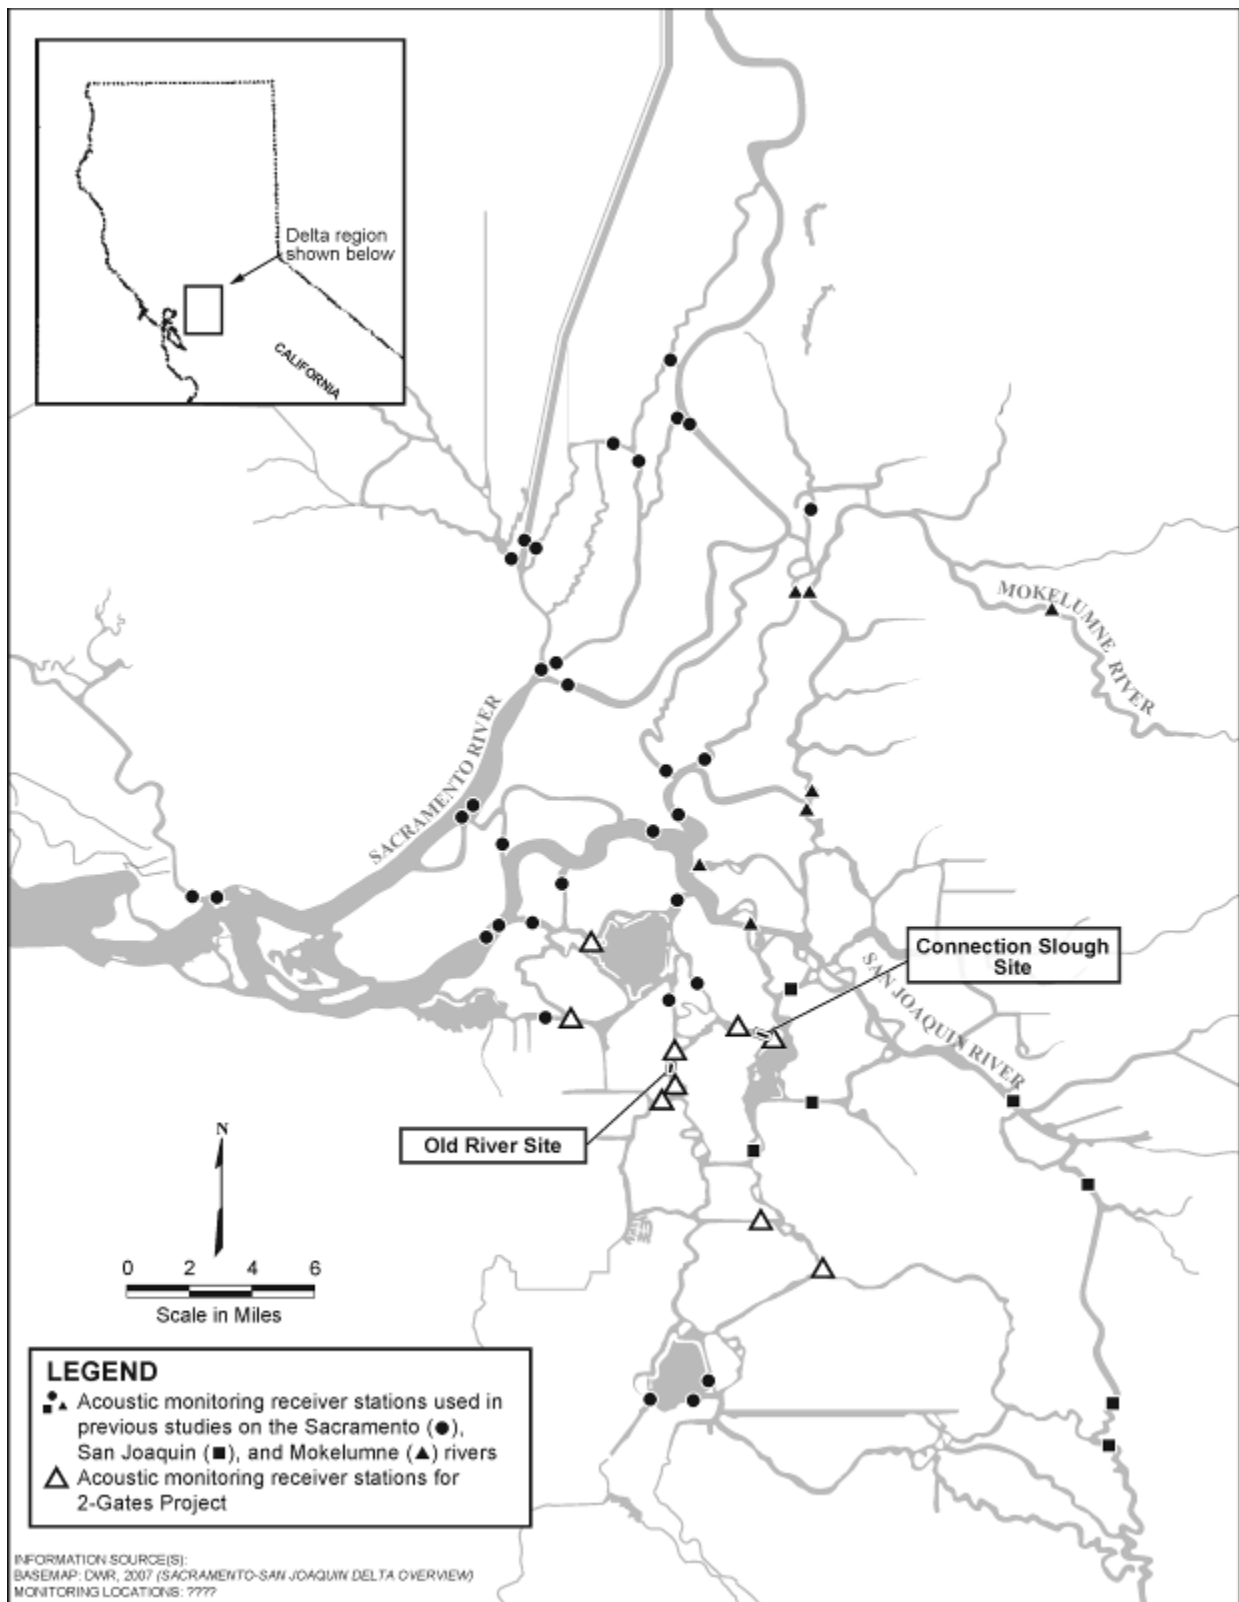 Delta region
shown below
CALIFORNIA
MOKELUMNE RIVER
SACRAMENTO RIVER
Connection Slough
Site
SAN JOAQUIN RIVER
Old River Site
N
0 2 4 6
Scale in Miles
LEGEND
Acoustic monitoring receiver stations used in
previous studies on the Sacramento (●),
San Joaquin (■), and Mokelumne (▲) rivers
Acoustic monitoring receiver stations for
2-Gates Project
INFORMATION SOURCE(S):
BASEMAP: DWR, 2007 (SACRAMENTO-SAN JOAQUIN DELTA OVERVIEW)
MONITORING LOCATIONS: ????